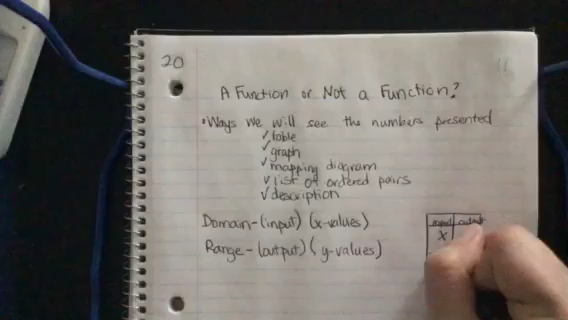 20
A Function or Not a Function?
•Ways we will see the numbers presented
✓table
✓graph
✓mapping diagram
✓list of ordered pairs
✓description
Domain-(input) (x-values)
Range-(output) (y-values)
input output
X